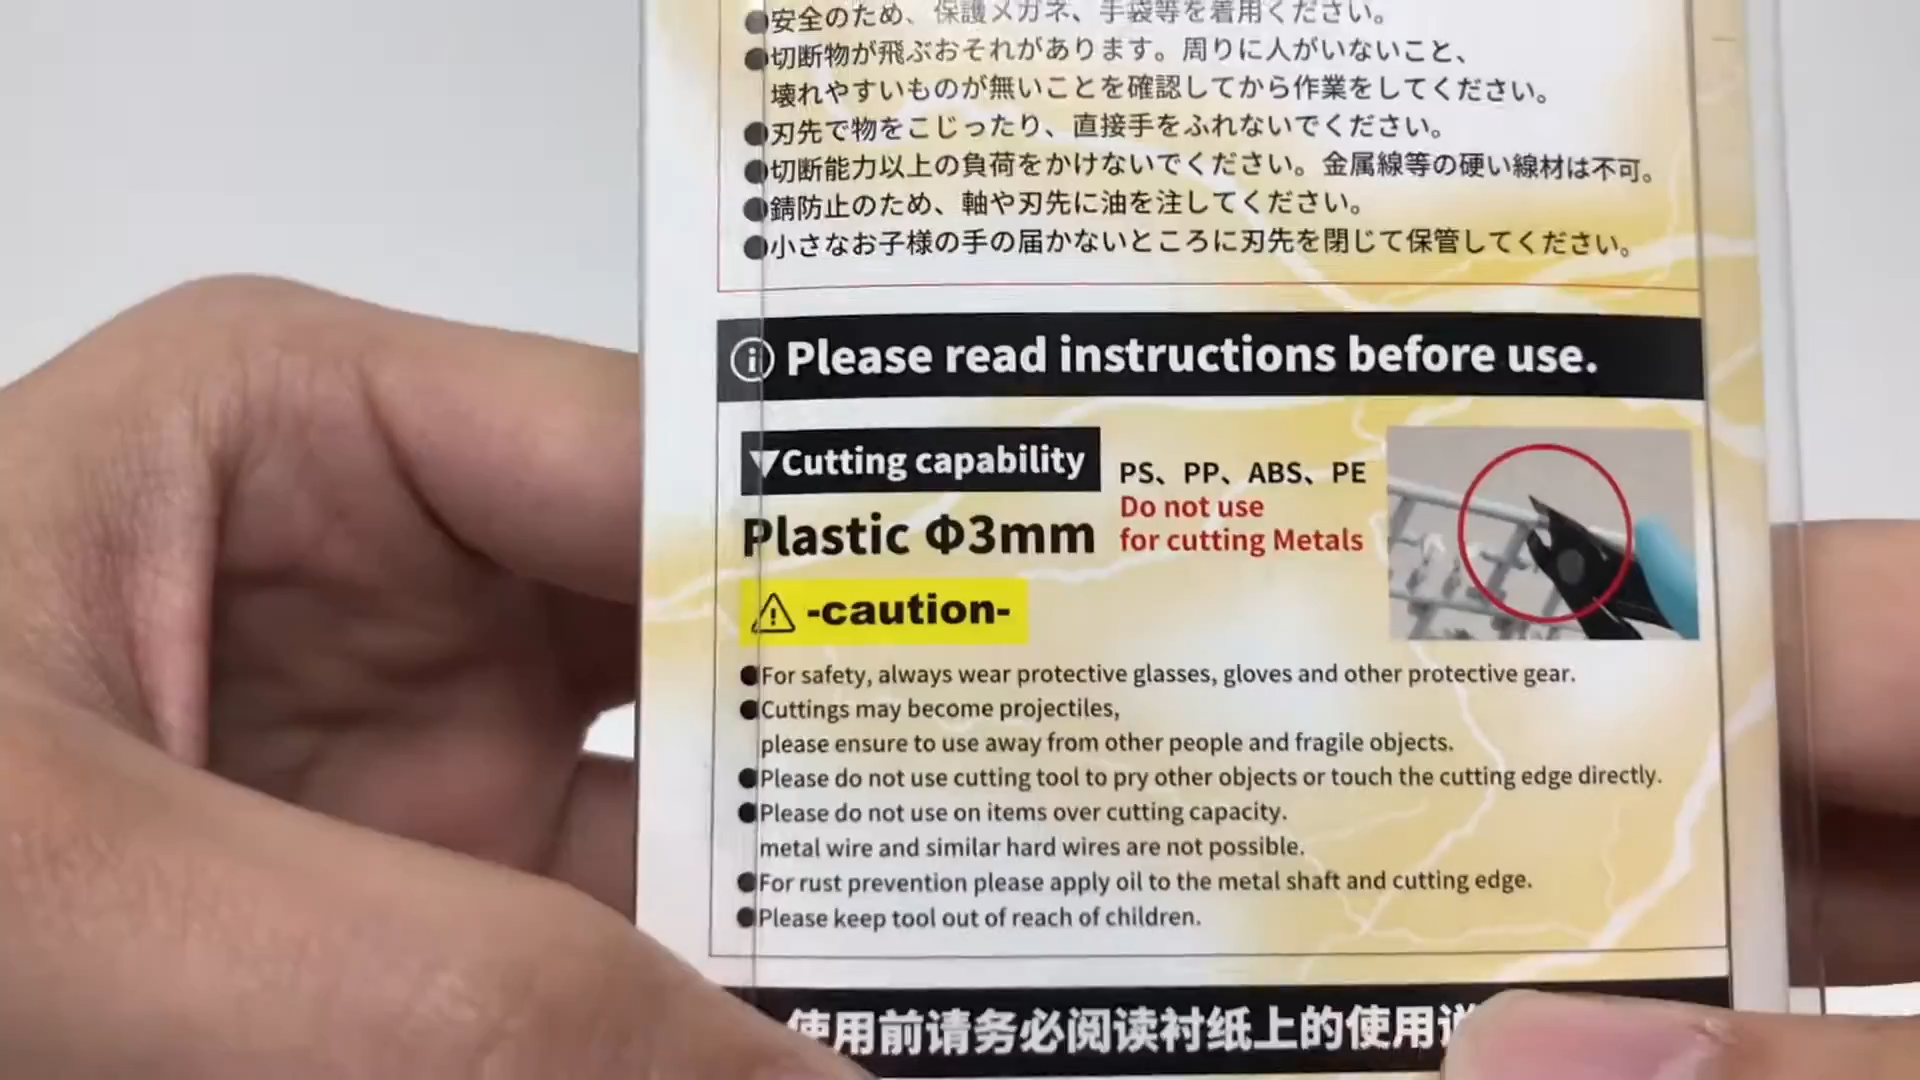 ●安全のため、保護メガネ、手袋等を着用ください。
●切断物が飛ぶおそれがあります。周りに人がいないこと、
壊れやすいものが無いことを確認してから作業をしてください。
●刃先で物をこじったり、直接手をふれないでください。
●切断能力以上の負荷をかけないでください。金属線等の硬い線材は不可。
●錆防止のため、軸や刃先に油を注してください。
●小さなお子様の手の届かないところに刃先を閉じて保管してください。
Please read instructions before use.
▼Cutting capability
Plastic Φ3mm
PS、PP、ABS、PE
Do not use
for cutting Metals
-caution-
●For safety, always wear protective glasses, gloves and other protective gear.
●Cuttings may become projectiles,
please ensure to use away from other people and fragile objects.
●Please do not use cutting tool to pry other objects or touch the cutting edge directly.
●Please do not use on items over cutting capacity.
metal wire and similar hard wires are not possible.
●For rust prevention please apply oil to the metal shaft and cutting edge.
●Please keep tool out of reach of children.
使用前请务必阅读衬纸上的使用